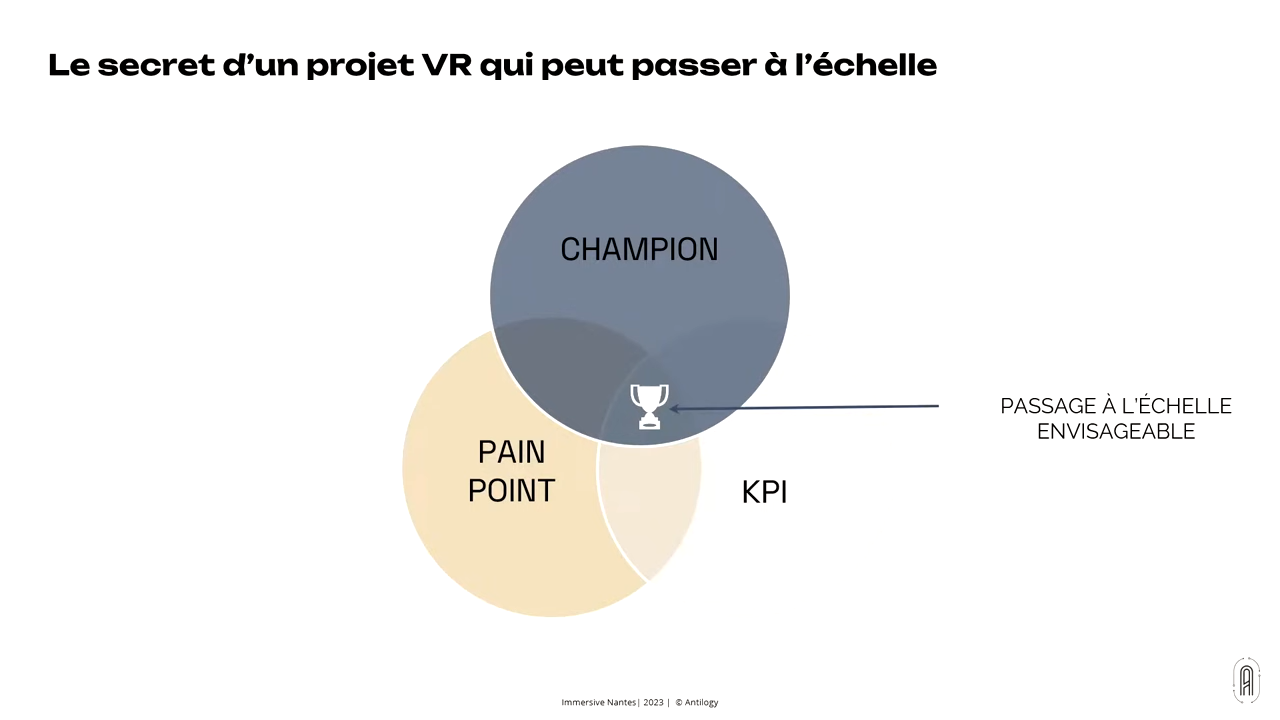 Le secret d’un projet VR qui peut passer à l’échelle
CHAMPION
PASSAGE À L’ÉCHELLE
ENVISAGEABLE
PAIN
POINT
KPI
Immersive Nantes| 2023 | © Antilogy